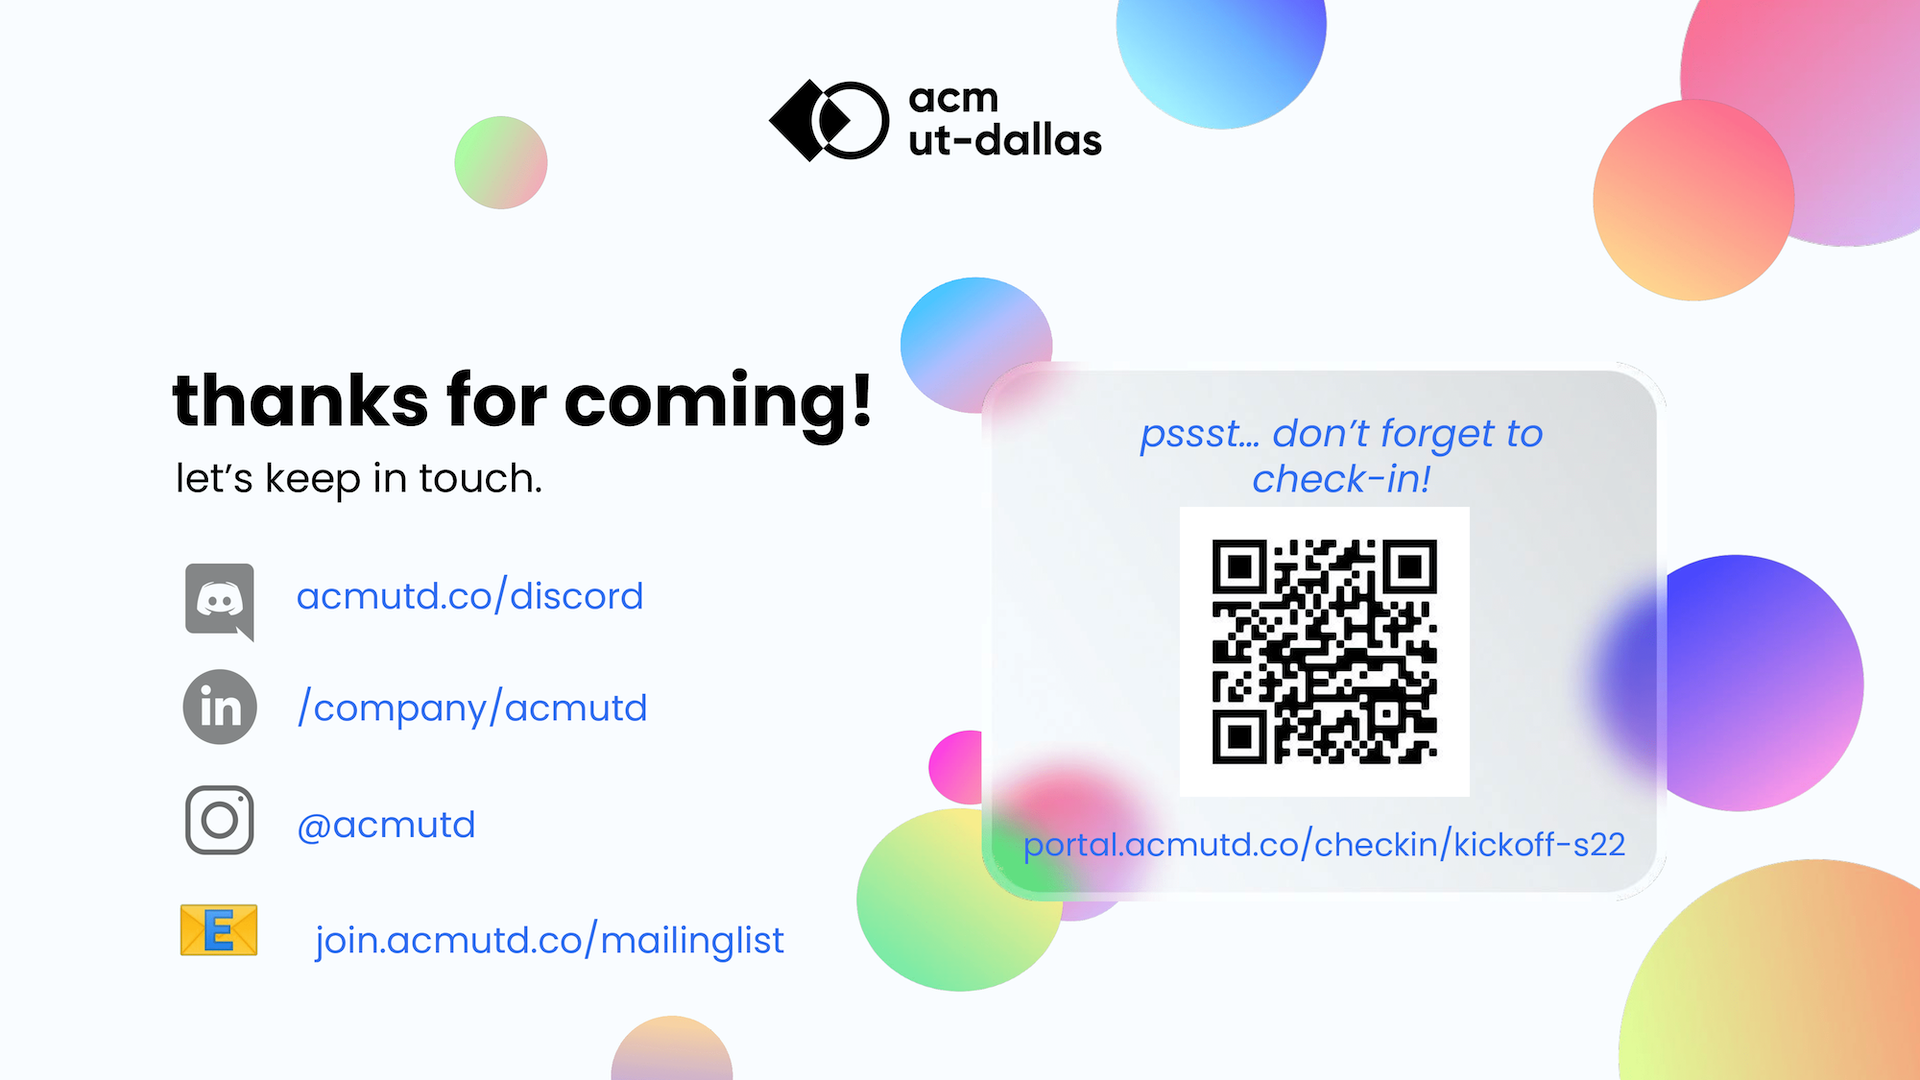 acm
ut-dallas
thanks for coming!
let’s keep in touch.
acmutd.co/discord
/company/acmutd
@acmutd
join.acmutd.co/mailinglist
pssst... don’t forget to
check-in!
portal.acmutd.co/checkin/kickoff-s22